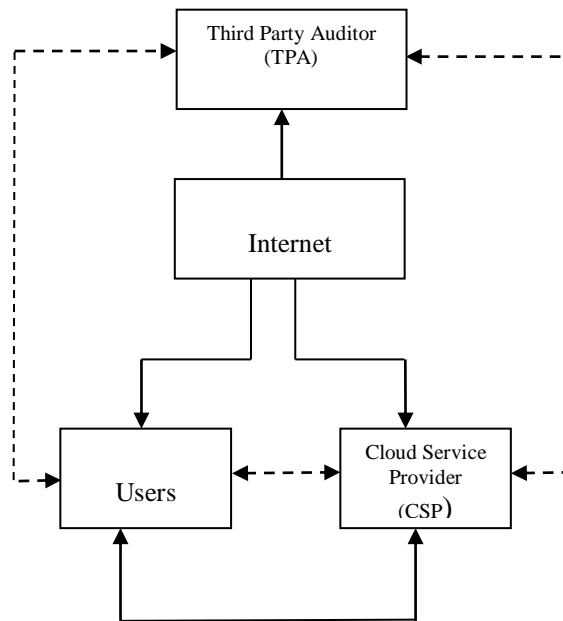 Third Party Auditor
(TPA)
Internet
Users
Cloud Service
Provider
(CSP)